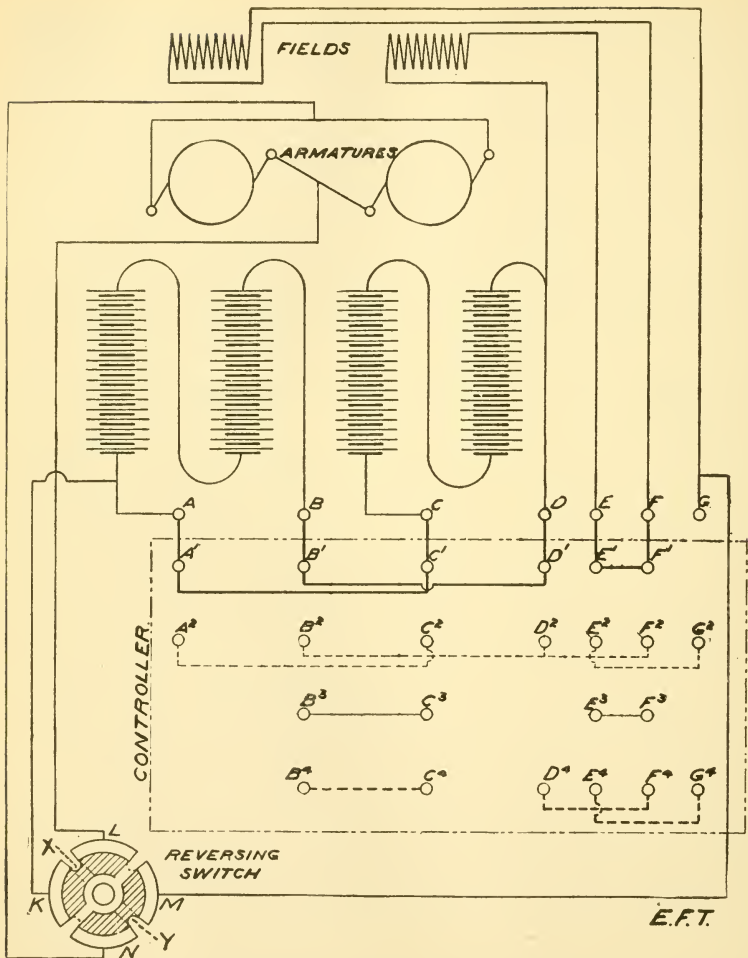 FIELDS
ARMATURES
A B C D E F G
A' B' C' D' E' F'
A² B² C² D² E² F² G²
CONTROLLER
B³ C³ E³ F³
B⁴ C⁴ D⁴ E⁴ F⁴ G⁴
L
X
REVERSING
SWITCH
K M
N Y
E.F.T.